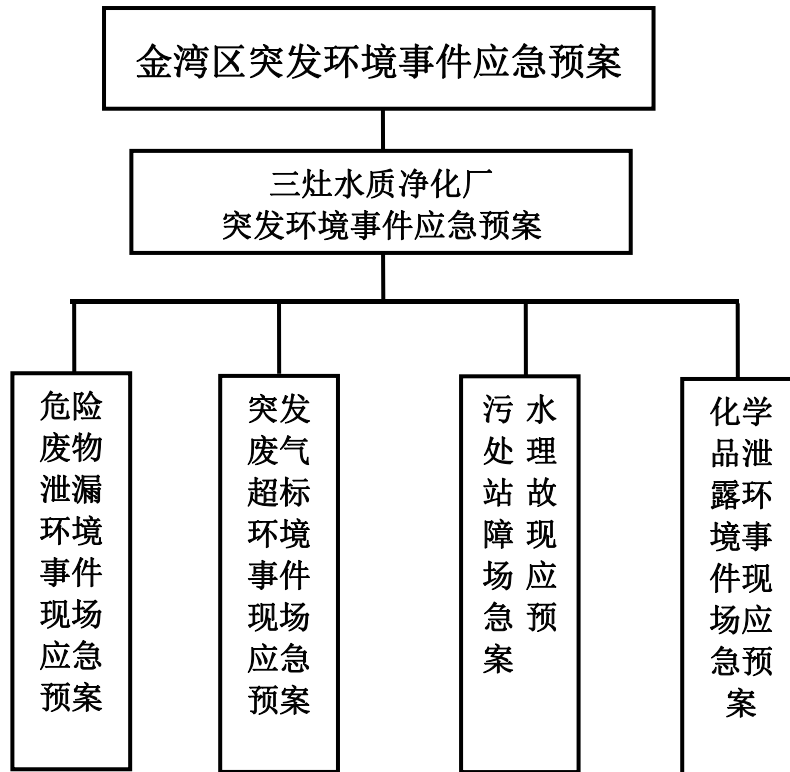 金湾区突发环境事件应急预案
三灶水质净化厂
突发环境事件应急预案
危险
废物
泄漏
环境
事件
现场
应急
预案
突发
废气
超标
环境
事件
现场
应急
预案
污水
处理
站故
障现
场应
急预
案
化学
品泄
露环
境事
件现
场应
急预
案